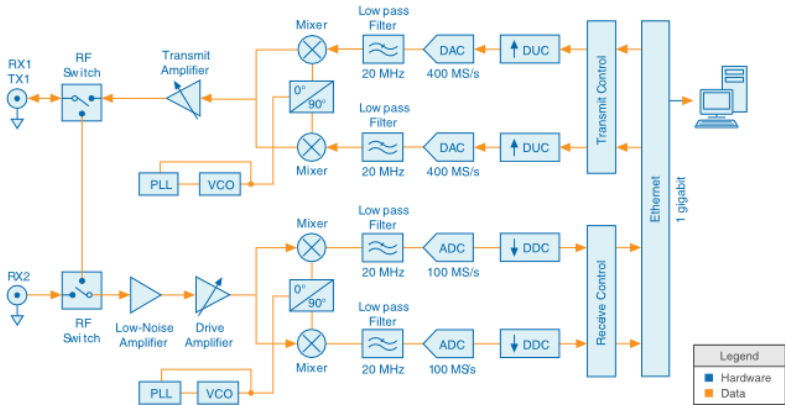 Mixer
Low pass
Filter
20 MHz
DAC
400 MS/s
DUC
RX1
TX1
RF
Switch
Transmit
Amplifier
0°
90°
Low pass
Filter
20 MHz
DAC
400 MS/s
DUC
Mixer
Transmit Control
PLL
VCO
Ethernet
1 gigabit
Mixer
Low pass
Filter
20 MHz
ADC
100 MS/s
DDC
RX2
RF
Switch
Low-Noise
Amplifier
Drive
Amplifier
0°
90°
Low pass
Filter
20 MHz
ADC
100 MS/s
DDC
Mixer
Receive Control
PLL
VCO
Legend
Hardware
Data